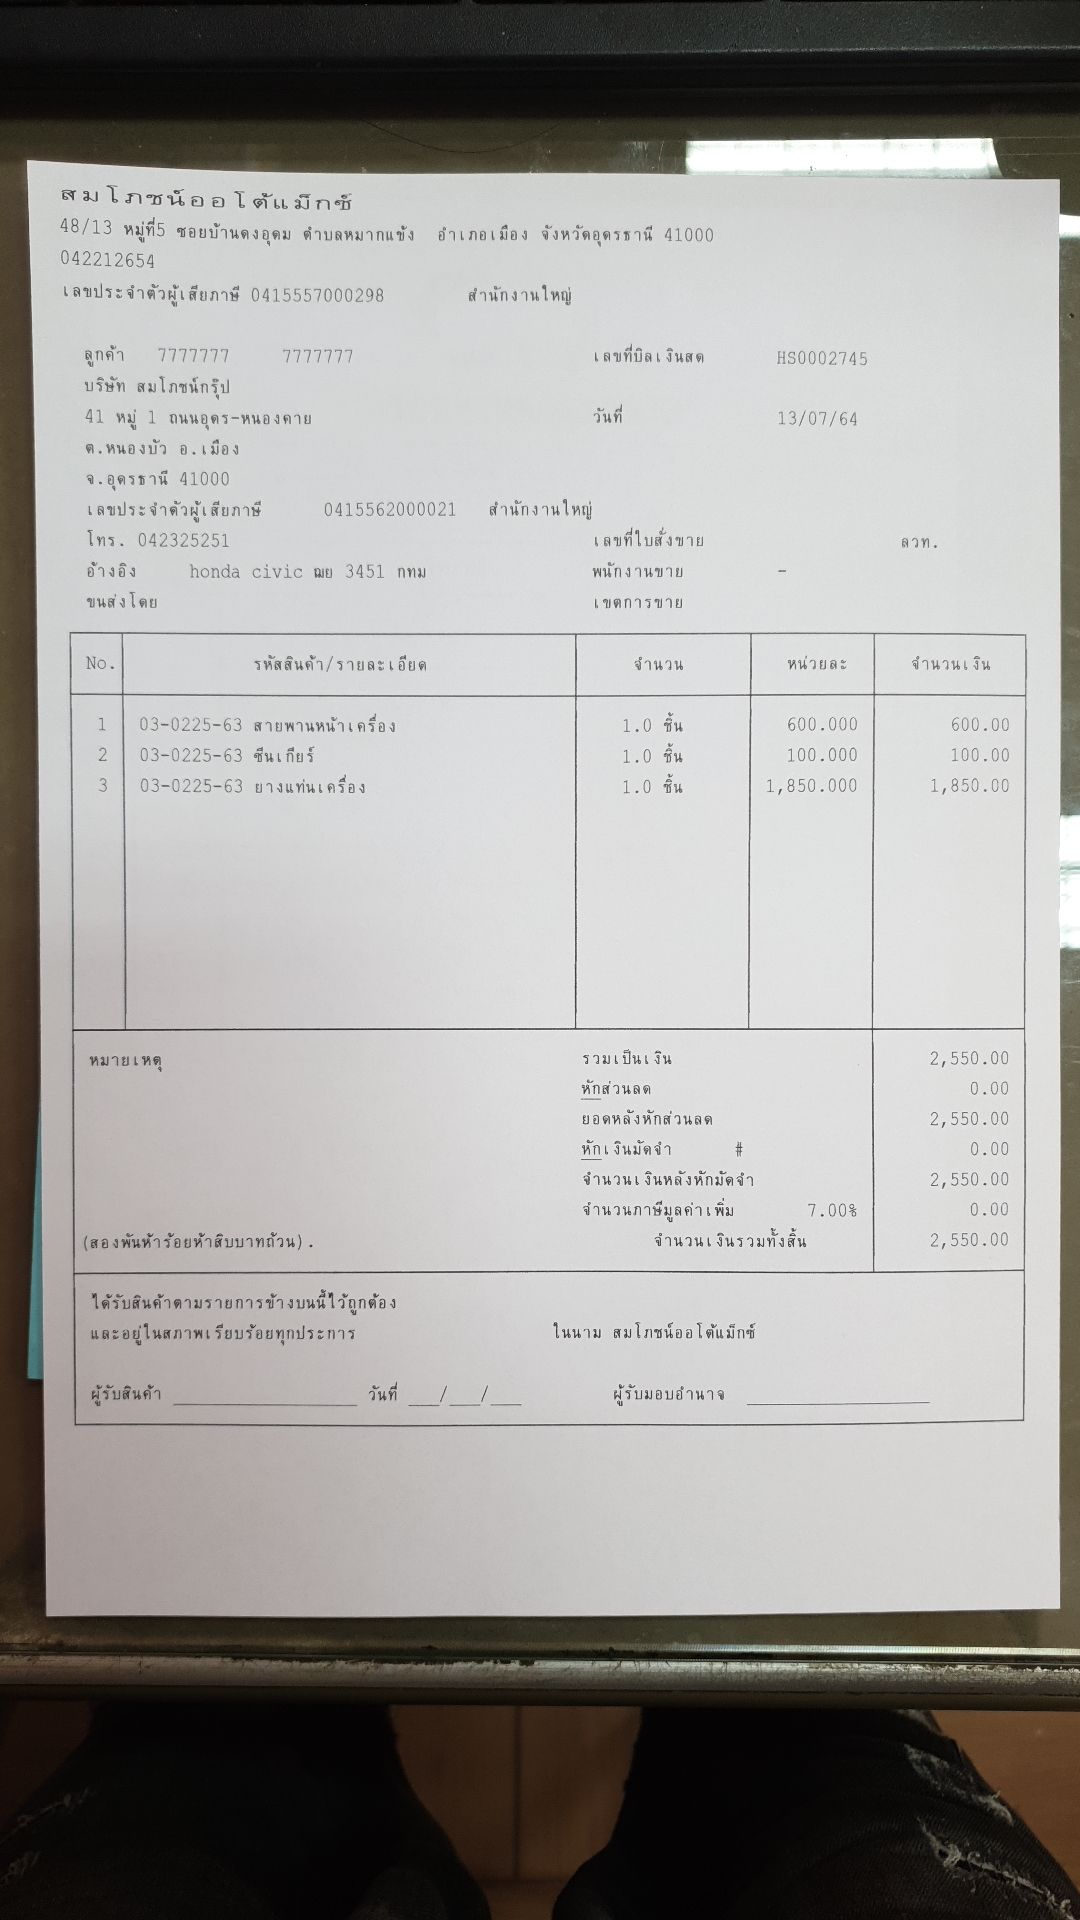 สมโภชน์ออโต้แม็กซ์
48/13 หมู่ที่5 ซอยบ้านดงอุดม ตำบลหมากแข้ง อำเภอเมือง จังหวัดอุดรธานี 41000
042212654
เลขประจำตัวผู้เสียภาษี 0415557000298 สำนักงานใหญ่
ลูกค้า 7777777 7777777 เลขที่บิลเงินสด HS0002745
บริษัท สมโภชน์กรุ๊ป
41 หมู่ 1 ถนนอุดร-หนองคาย วันที่ 13/07/64
ต.หนองบัว อ.เมือง
จ.อุดรธานี 41000
เลขประจำตัวผู้เสียภาษี 0415562000021 สำนักงานใหญ่
โทร. 042325251 เลขที่ใบสั่งขาย ลวท.
อ้างอิง honda civic ฌย 3451 กทม พนักงานขาย -
ขนส่งโดย เขตการขาย
No. รหัสสินค้า/รายละเอียด จำนวน หน่วยละ จำนวนเงิน
1 03-0225-63 สายพานหน้าเครื่อง 1.0 ชิ้น 600.000 600.00
2 03-0225-63 ซีนเกียร์ 1.0 ชิ้น 100.000 100.00
3 03-0225-63 ยางแท่นเครื่อง 1.0 ชิ้น 1,850.000 1,850.00
หมายเหตุ รวมเป็นเงิน 2,550.00
หักส่วนลด 0.00
ยอดหลังหักส่วนลด 2,550.00
หักเงินมัดจำ # 0.00
จำนวนเงินหลังหักมัดจำ 2,550.00
จำนวนภาษีมูลค่าเพิ่ม 7.00% 0.00
(สองพันห้าร้อยห้าสิบบาทถ้วน). จำนวนเงินรวมทั้งสิ้น 2,550.00
ได้รับสินค้าตามรายการข้างบนนี้ไว้ถูกต้อง
และอยู่ในสภาพเรียบร้อยทุกประการ ในนาม สมโภชน์ออโต้แม็กซ์
ผู้รับสินค้า __________________ วันที่ ___/___/___ ผู้รับมอบอำนาจ __________________